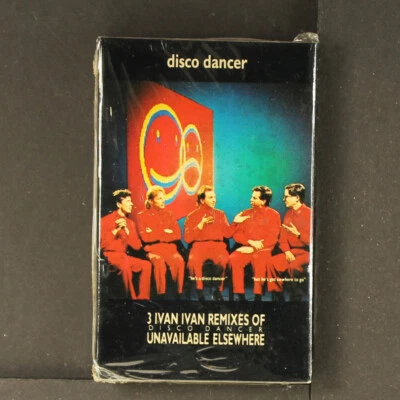 disco dancer
"he's a disco dancer"
"but he's got nowhere to go"
3 IVAN IVAN REMIXES OF
DISCO DANCER
UNAVAILABLE ELSEWHERE